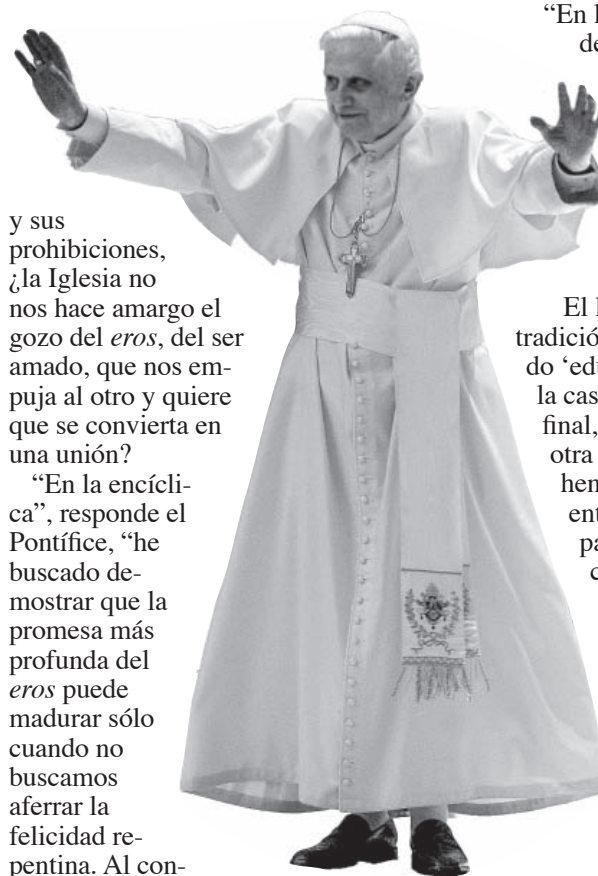 y sus
prohibiciones,
¿la Iglesia no
nos hace amargo el
gozo del eros, del ser
amado, que nos em-
puja al otro y quiere
que se convierta en
una unión?
“En la encícli-
ca”, responde el
Pontífice, “he
buscado de-
mostrar que la
promesa más
profunda del
eros puede
madurar sólo
cuando no
buscamos
aferrar la
felicidad re-
pentina. Al con-
“En
de
El
tradició
do ‘edu
la cas
final,
otra
hen
ent
pa
c